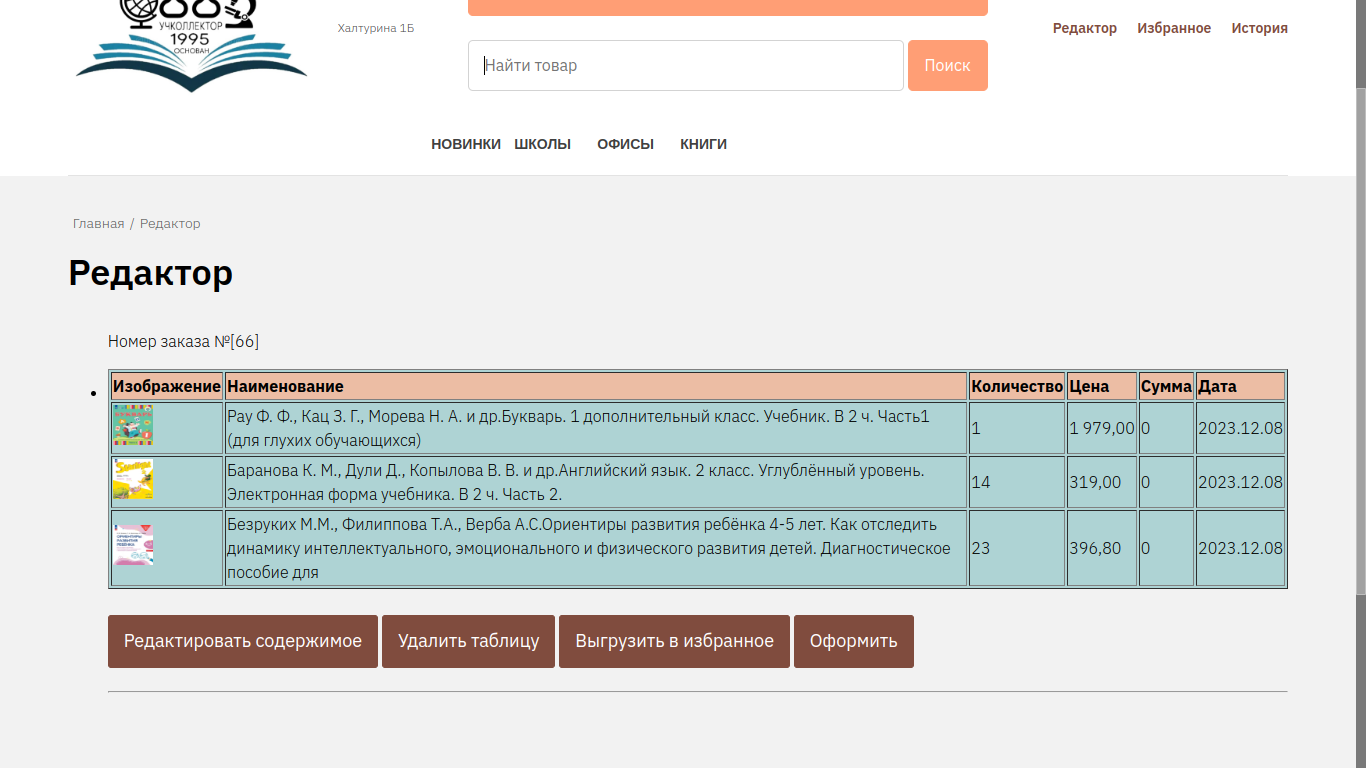 УЧКОЛЛЕКТОР
1995
ОСНОВАН
Халтурина 1Б
Найти товар
Поиск
Редактор Избранное История
НОВИНКИ ШКОЛЫ ОФИСЫ КНИГИ
Главная / Редактор
Редактор
Номер заказа №[66]
Изображение Наименование Количество Цена Сумма Дата
Рау Ф. Ф., Кац З. Г., Морева Н. А. и др.Букварь. 1 дополнительный класс. Учебник. В 2 ч. Часть1
(для глухих обучающихся)
1 1 979,00 0 2023.12.08
Баранова К. М., Дули Д., Копылова В. В. и др.Английский язык. 2 класс. Углублённый уровень.
Электронная форма учебника. В 2 ч. Часть 2.
14 319,00 0 2023.12.08
Безруких М.М., Филиппова Т.А., Верба А.С.Ориентиры развития ребёнка 4-5 лет. Как отследить
динамику интеллектуального, эмоционального и физического развития детей. Диагностическое
пособие для
23 396,80 0 2023.12.08
Редактировать содержимое Удалить таблицу Выгрузить в избранное Оформить